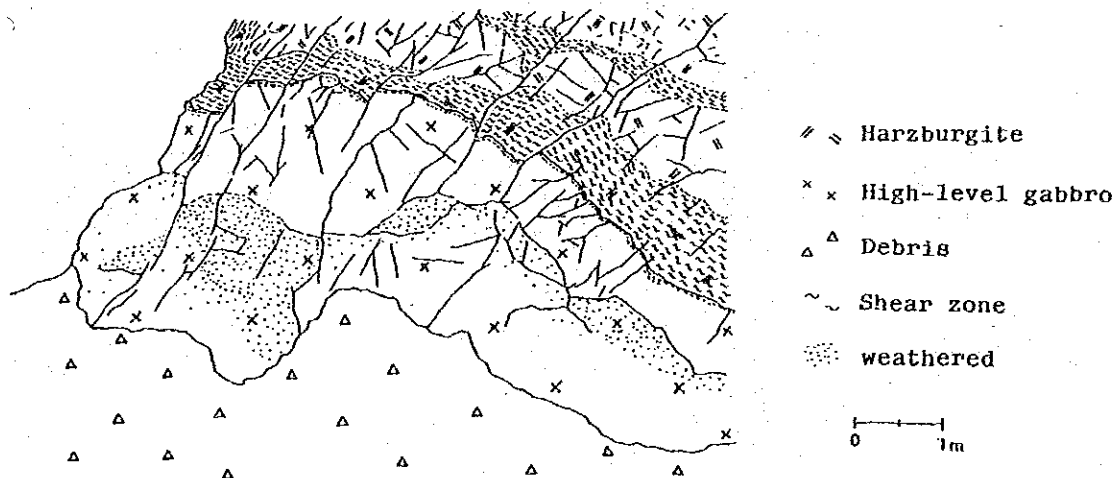 Harzburgite
High-level gabbro
Debris
Shear zone
weathered
0 1m